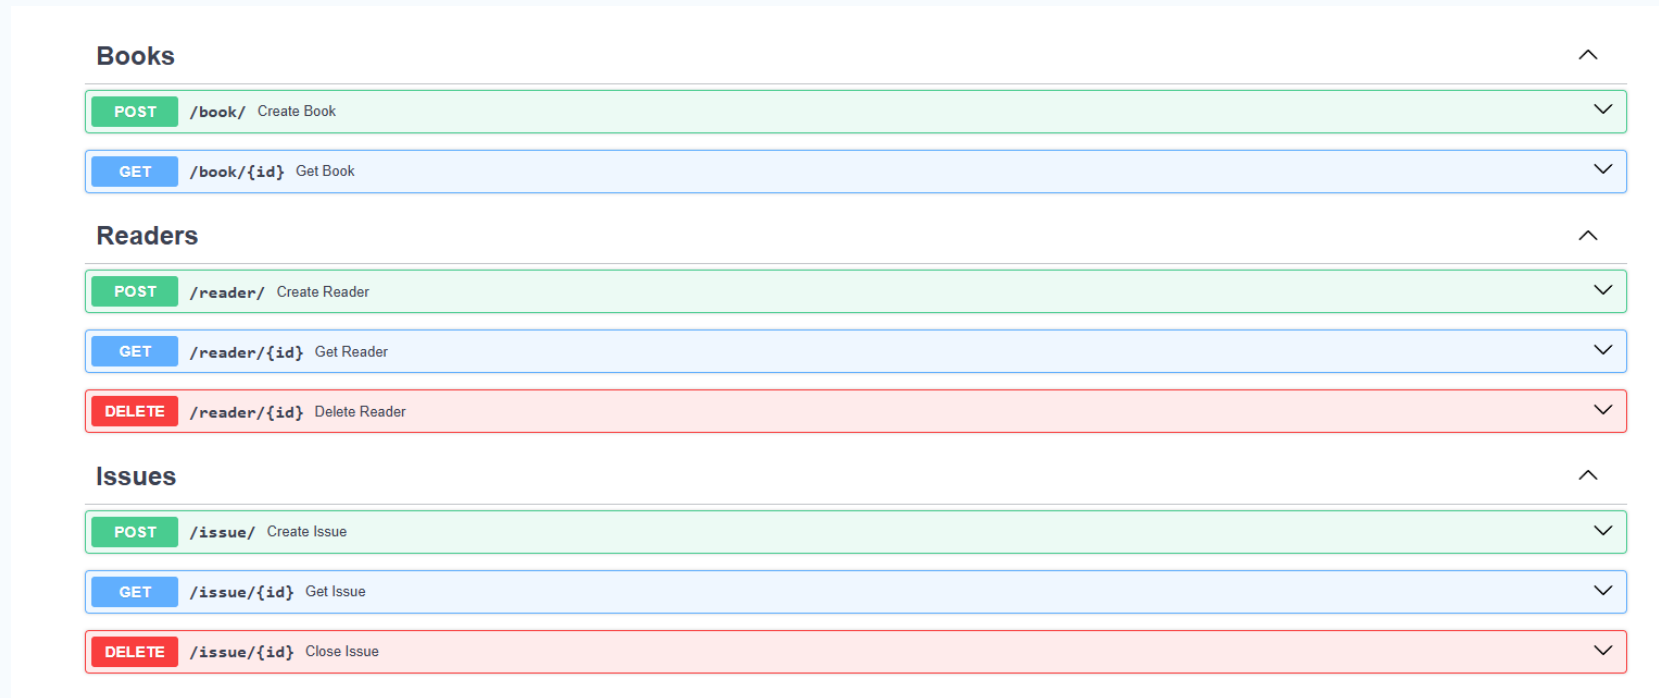 Books
POST /book/ Create Book
GET /book/{id} Get Book
Readers
POST /reader/ Create Reader
GET /reader/{id} Get Reader
DELETE /reader/{id} Delete Reader
Issues
POST /issue/ Create Issue
GET /issue/{id} Get Issue
DELETE /issue/{id} Close Issue